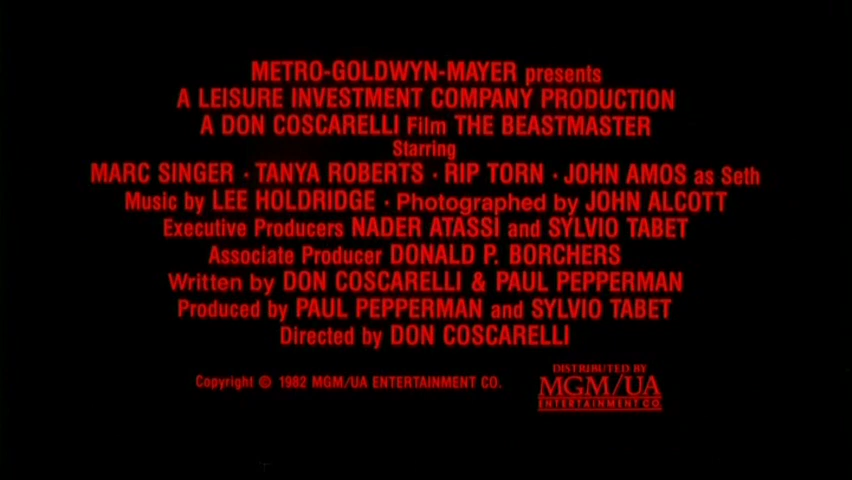 METRO-GOLDWYN-MAYER presents
A LEISURE INVESTMENT COMPANY PRODUCTION
A DON COSCARELLI Film THE BEASTMASTER
Starring
MARC SINGER · TANYA ROBERTS · RIP TORN · JOHN AMOS as Seth
Music by LEE HOLDRIDGE · Photographed by JOHN ALCOTT
Executive Producers NADER ATASSI and SYLVIO TABET
Associate Producer DONALD P. BORCHERS
Written by DON COSCARELLI & PAUL PEPPERMAN
Produced by PAUL PEPPERMAN and SYLVIO TABET
Directed by DON COSCARELLI
Copyright © 1982 MGM/UA ENTERTAINMENT CO.
DISTRIBUTED BY
MGM/UA
ENTERTAINMENT CO.